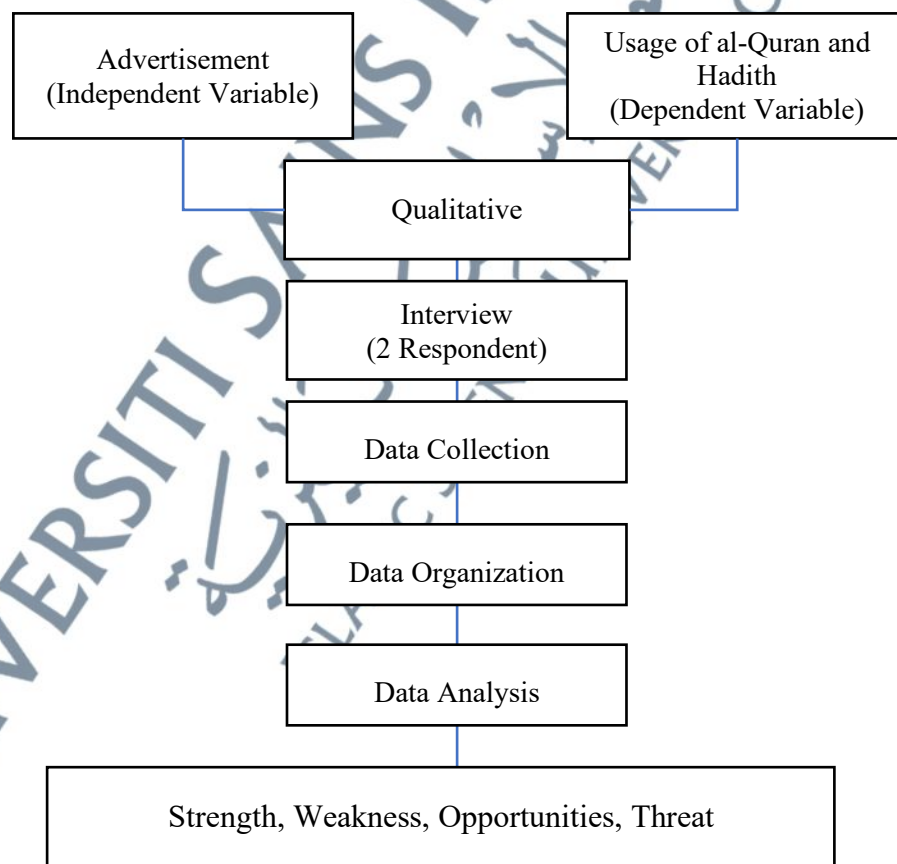 Advertisement
(Independent Variable)
Usage of al-Quran and
Hadith
(Dependent Variable)
Qualitative
Interview
(2 Respondent)
Data Collection
Data Organization
Data Analysis
Strength, Weakness, Opportunities, Threat